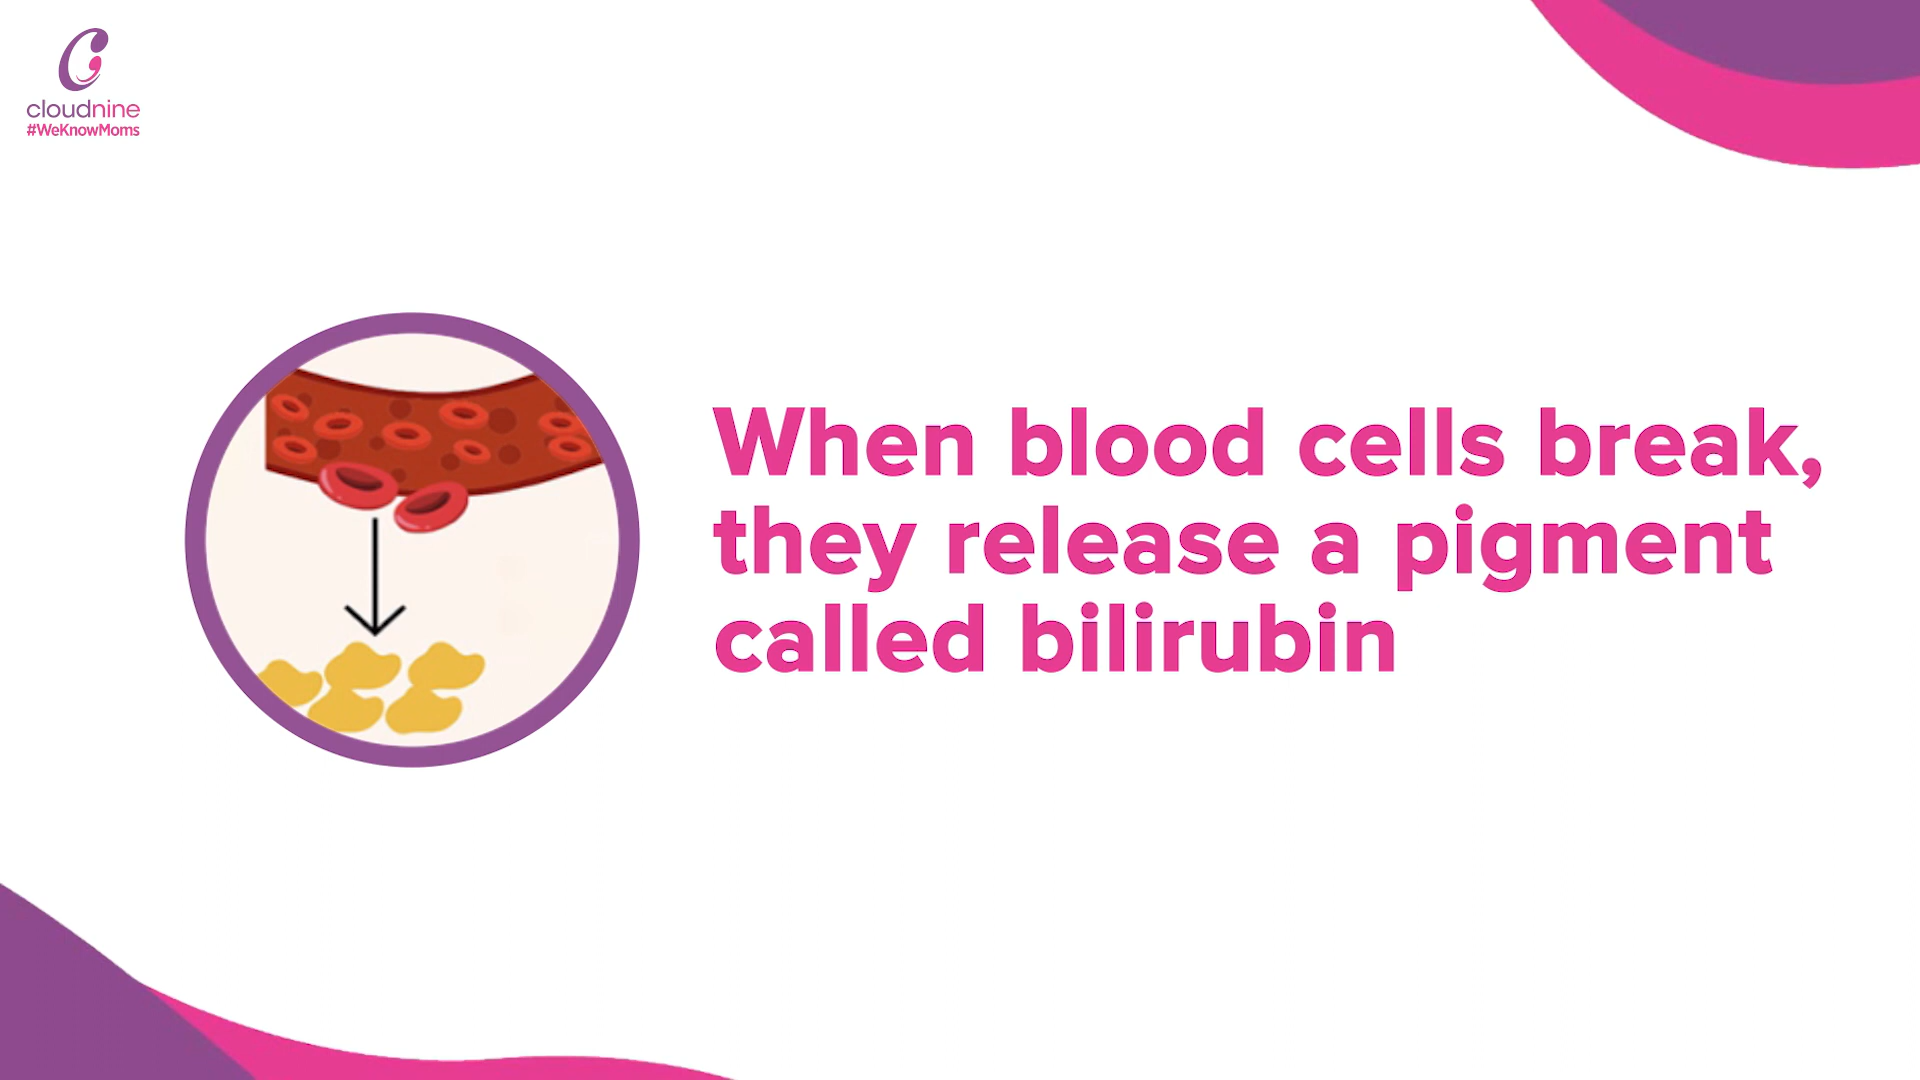 cloudnine
#WeKnowMoms
When blood cells break,
they release a pigment
called bilirubin